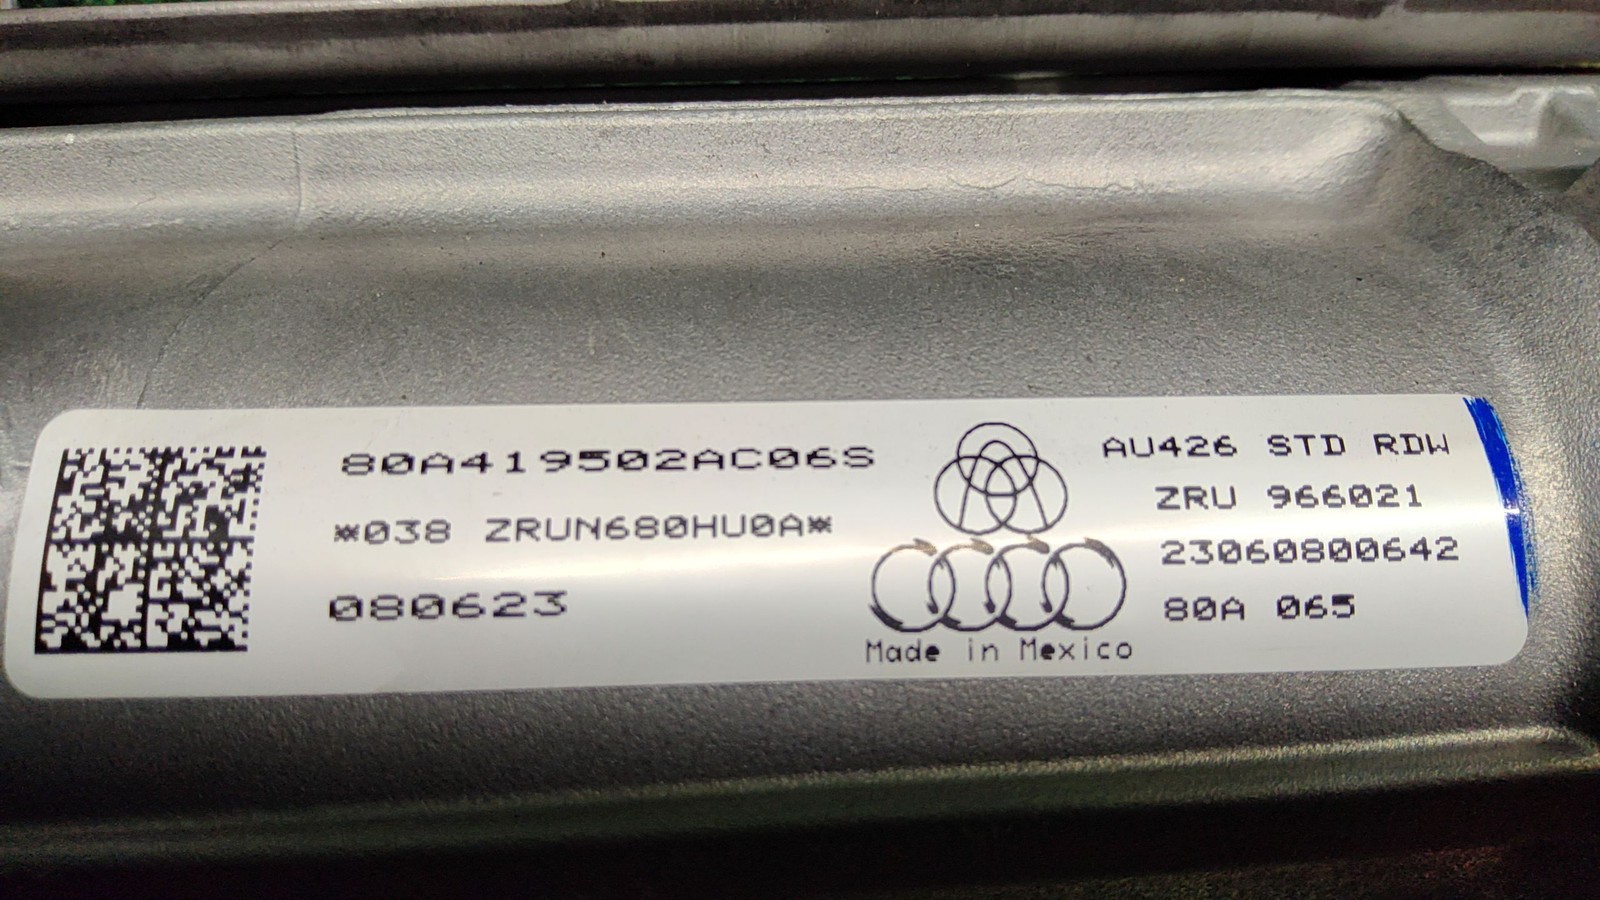 80A419502AC06S
*038 ZRUN680HU0A*
080623
Made in Mexico
AU426 STD RDW
ZRU 966021
23060800642
80A 065